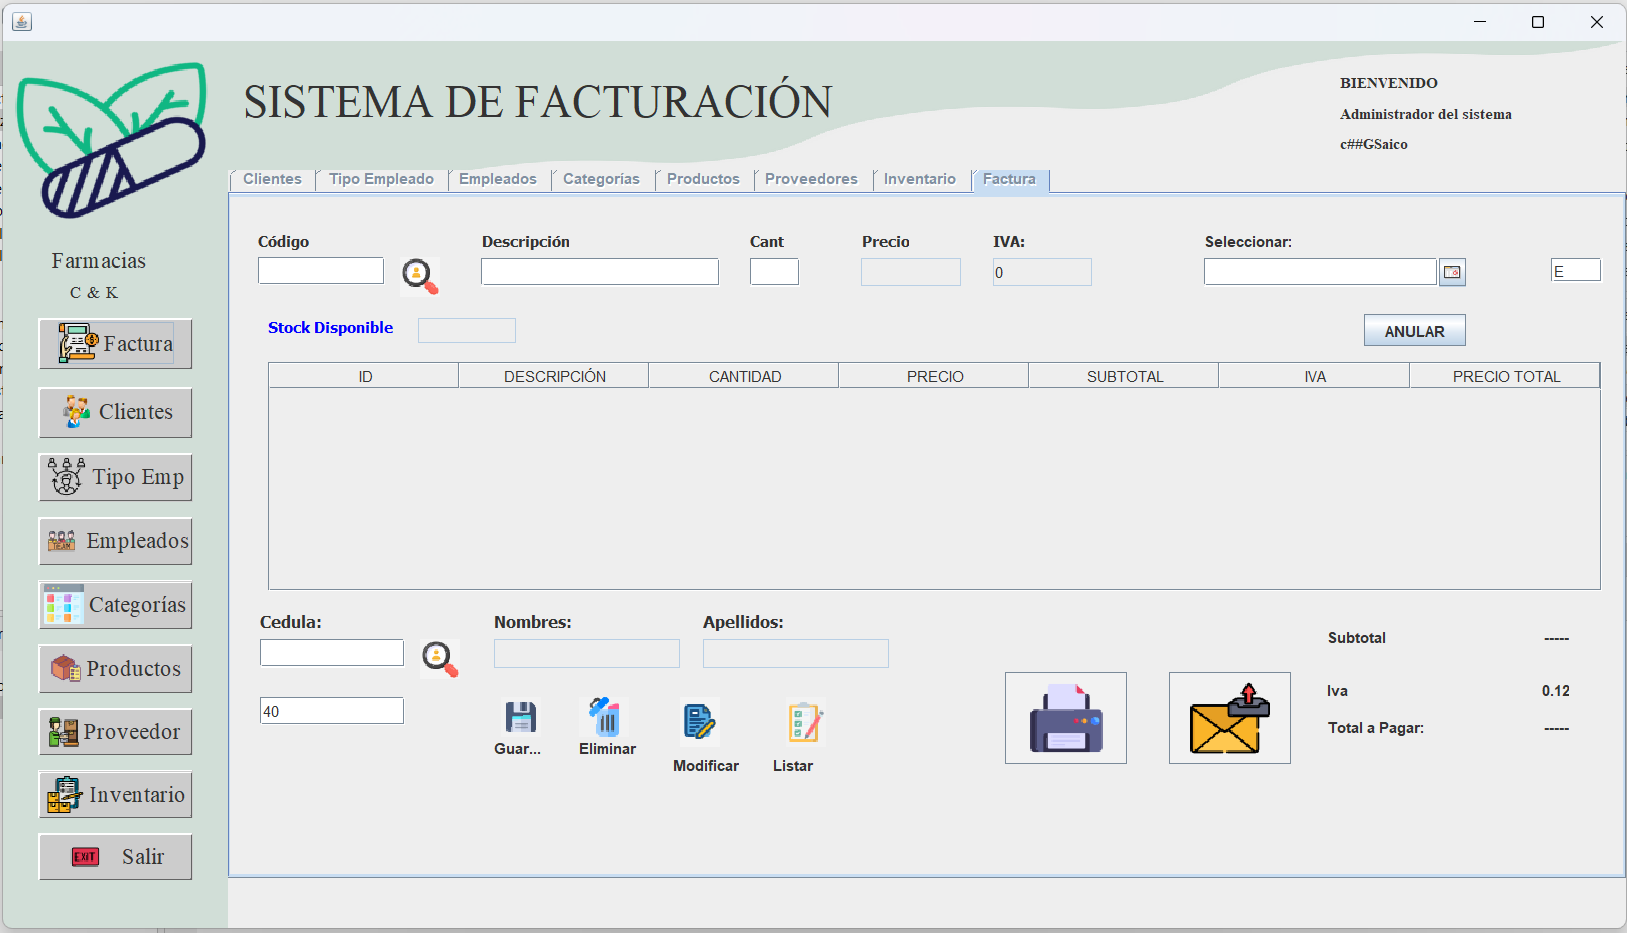 SISTEMA DE FACTURACIÓN
BIENVENIDO
Administrador del sistema
c##GSaico
Farmacias
C & K
Factura
Clientes
Tipo Emp
Empleados
Categorías
Productos
Proveedor
Inventario
EXIT Salir
Clientes Tipo Empleado Empleados Categorías Productos Proveedores Inventario Factura
Código Descripción Cant Precio IVA: Seleccionar:
0 E
Stock Disponible ANULAR
ID DESCRIPCIÓN CANTIDAD PRECIO SUBTOTAL IVA PRECIO TOTAL
Cedula: Nombres: Apellidos:
40
Guar... Eliminar
Modificar Listar
Subtotal -----
Iva 0.12
Total a Pagar: -----